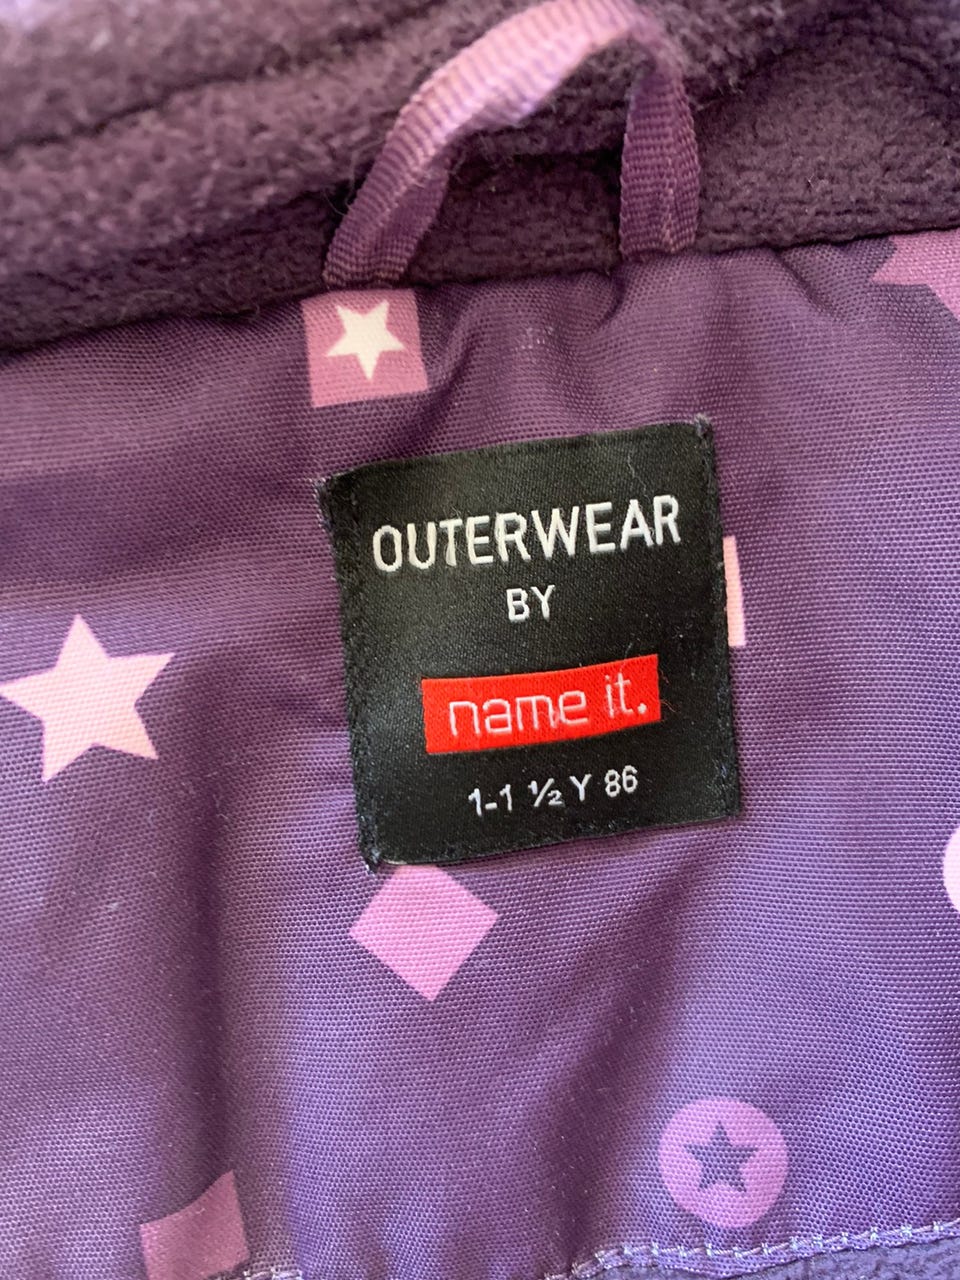 OUTERWEAR
BY
name it.
1-1 ½ Y 86